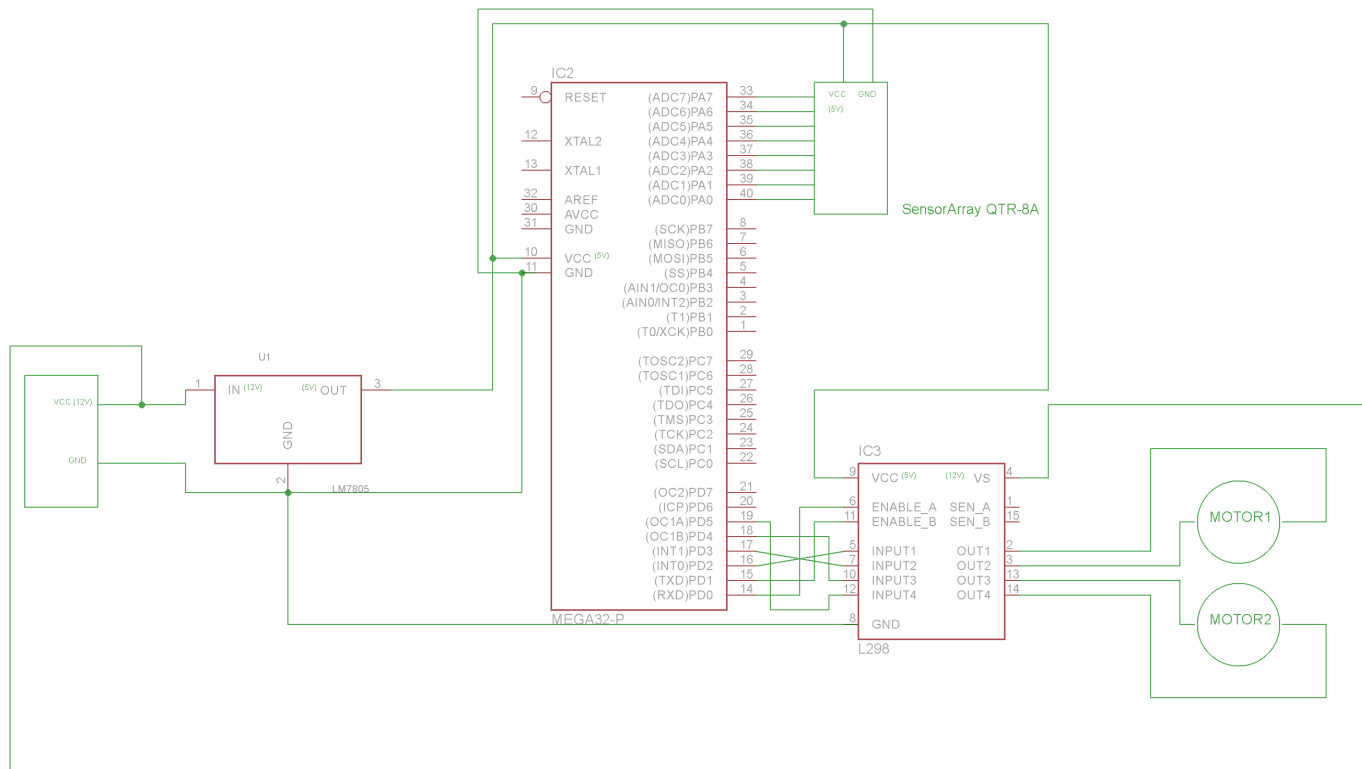 IC2
9 RESET
12 XTAL2
13 XTAL1
32 AREF
30 AVCC
31 GND
10 VCC (5V)
11 GND
(ADC7)PA7 33
(ADC6)PA6 34
(ADC5)PA5 35
(ADC4)PA4 36
(ADC3)PA3 37
(ADC2)PA2 38
(ADC1)PA1 39
(ADC0)PA0 40
(SCK)PB7 8
(MISO)PB6 7
(MOSI)PB5 6
(SS)PB4 5
(AIN1/OC0)PB3 4
(AIN0/INT2)PB2 3
(T1)PB1 2
(T0/XCK)PB0 1
(TOSC2)PC7 29
(TOSC1)PC6 28
(TDI)PC5 27
(TDO)PC4 26
(TMS)PC3 25
(TCK)PC2 24
(SDA)PC1 23
(SCL)PC0 22
(OC2)PD7 21
(ICP)PD6 20
(OC1A)PD5 19
(OC1B)PD4 18
(INT1)PD3 17
(INT0)PD2 16
(TXD)PD1 15
(RXD)PD0 14
MEGA32-P
VCC GND
(5V)
SensorArray QTR-8A
VCC (12V)
GND
U1
1 IN (12V) (5V) OUT 3
GND
2
LM7805
IC3
9 VCC (5V) (12V) VS 4
6 ENABLE_A SEN_A 1
11 ENABLE_B SEN_B 15
5 INPUT1 OUT1 2
7 INPUT2 OUT2 3
10 INPUT3 OUT3 13
12 INPUT4 OUT4 14
8 GND
L298
MOTOR1
MOTOR2